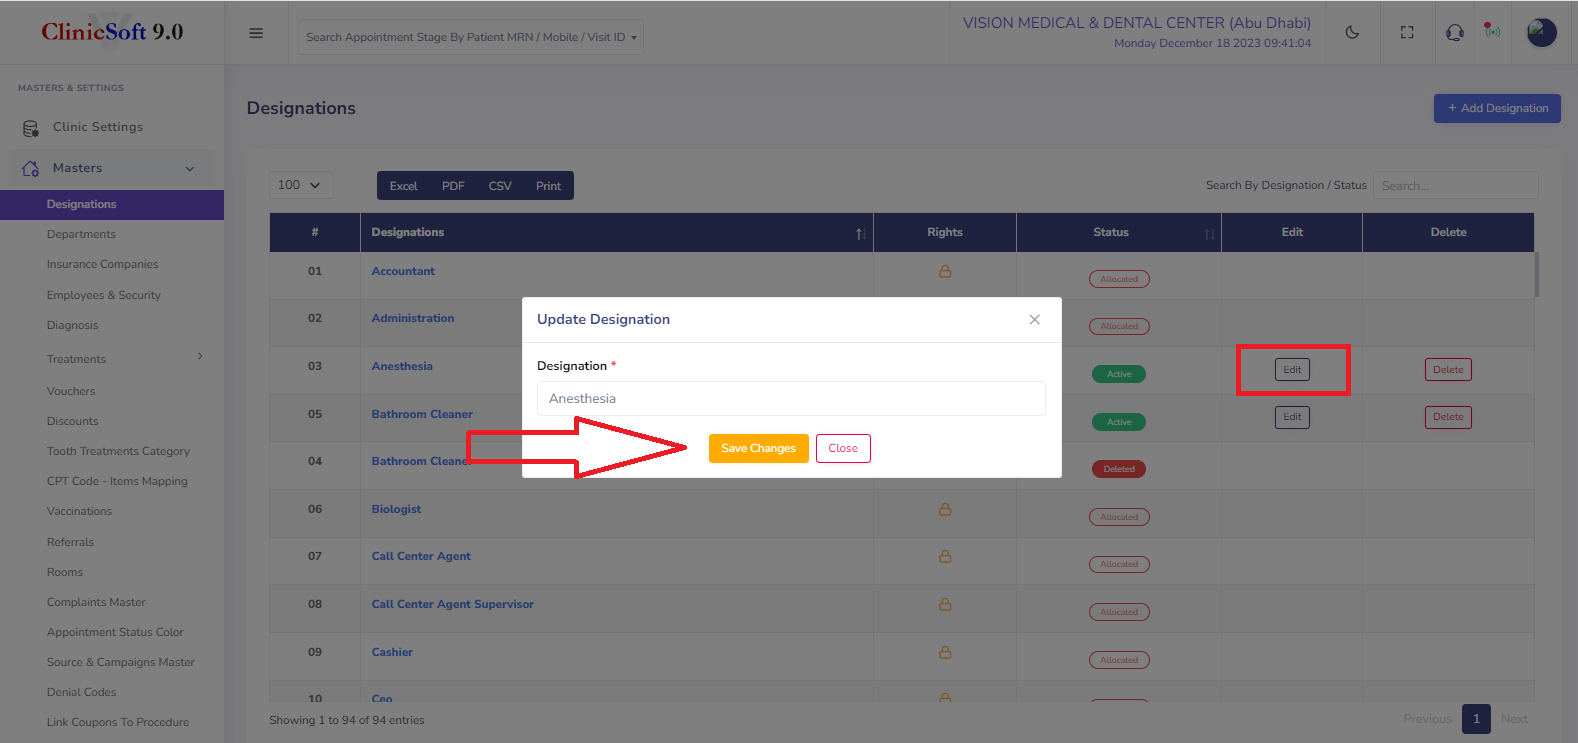 ClinicSoft 9.0
Search Appointment Stage By Patient MRN / Mobile / Visit ID
VISION MEDICAL & DENTAL CENTER (Abu Dhabi)
Monday December 18 2023 09:41:04
MASTERS & SETTINGS
Clinic Settings
Masters
Designations
Departments
Insurance Companies
Employees & Security
Diagnosis
Treatments
Vouchers
Discounts
Tooth Treatments Category
CPT Code - Items Mapping
Vaccinations
Referrals
Rooms
Complaints Master
Appointment Status Color
Source & Campaigns Master
Denial Codes
Link Coupons To Procedure
Designations
+ Add Designation
100 Excel PDF CSV Print Search By Designation / Status Search...
# Designations Rights Status Edit Delete
01 Accountant Allocated
02 Administration Allocated
03 Anesthesia Active Edit Delete
05 Bathroom Cleaner Active Edit Delete
04 Bathroom Cleaner Deleted
06 Biologist Allocated
07 Call Center Agent Allocated
08 Call Center Agent Supervisor Allocated
09 Cashier Allocated
10 Ceo
Showing 1 to 94 of 94 entries
Previous 1 Next
Update Designation
Designation *
Anesthesia
Save Changes Close